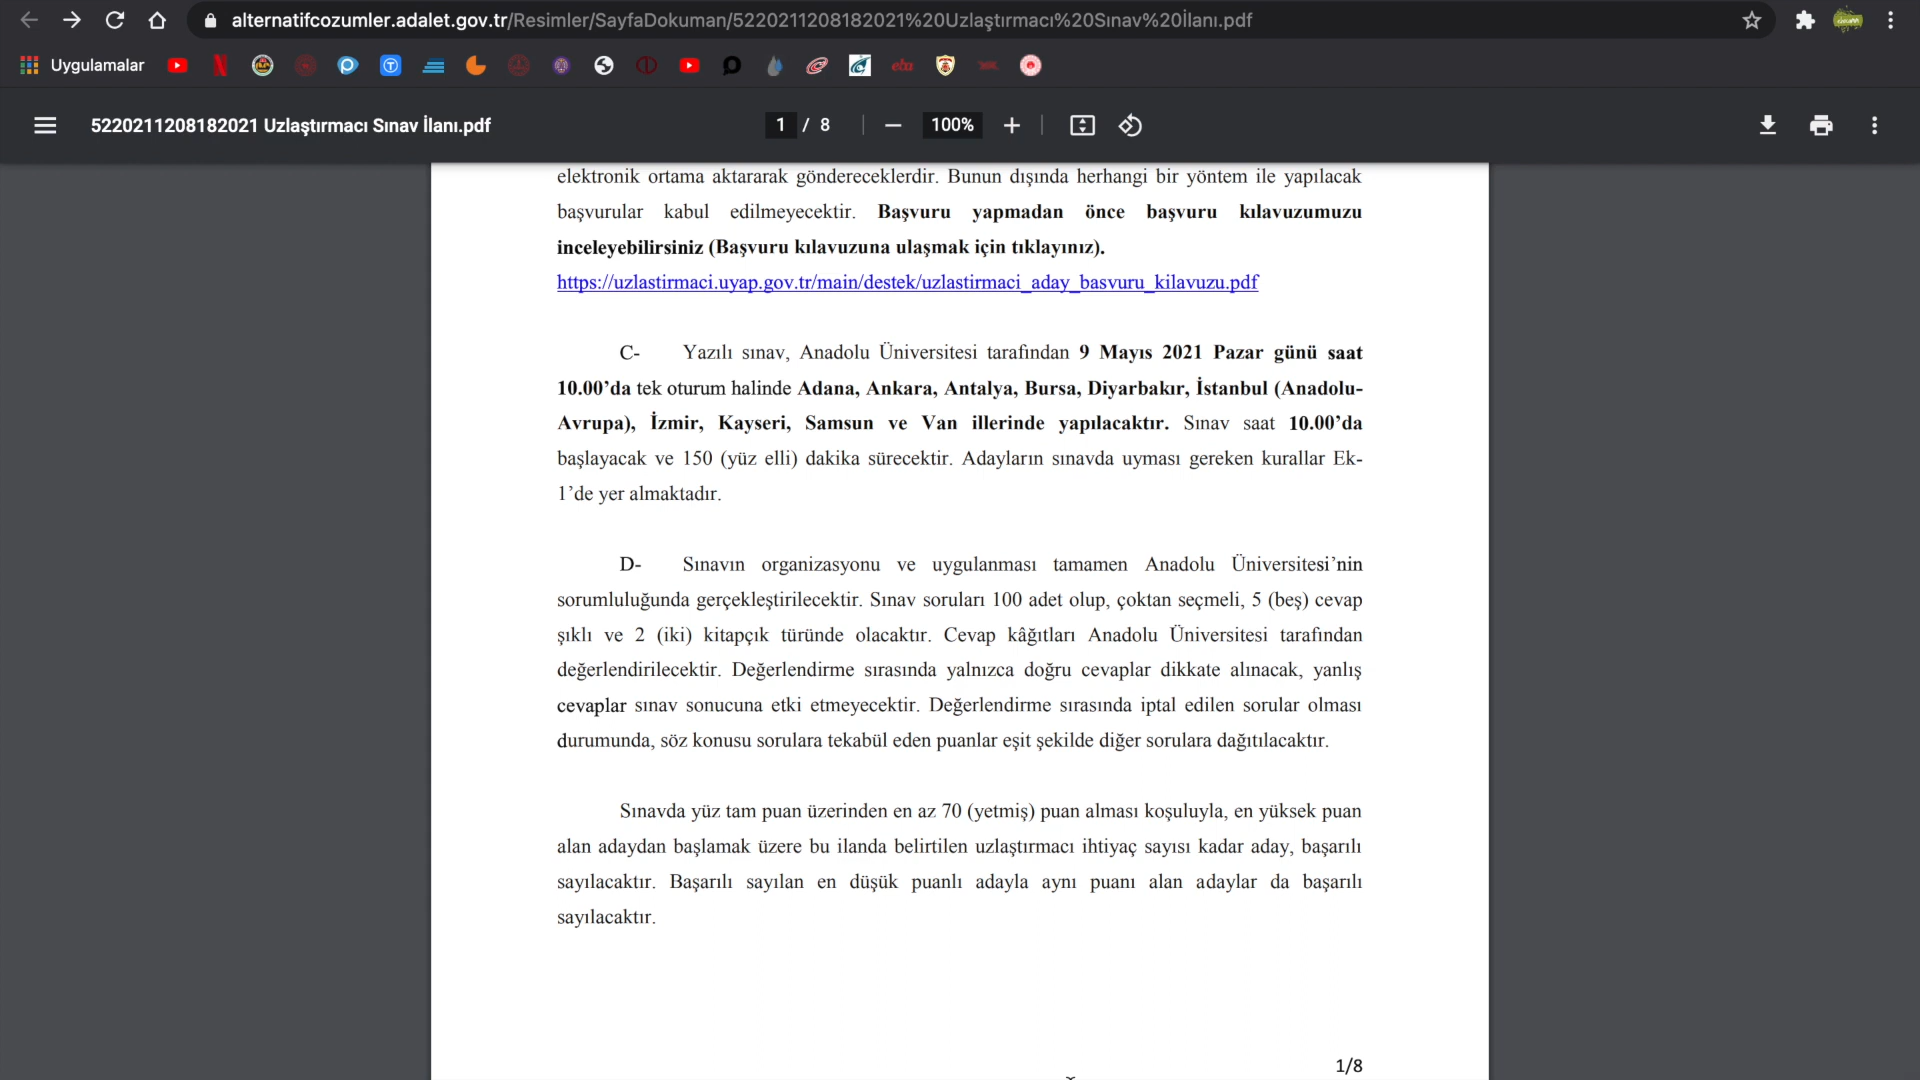 alternatifcozumler.adalet.gov.tr/Resimler/SayfaDokuman/5220211208182021%20Uzlaştırmacı%20Sınav%20İlanı.pdf
Uygulamalar
eba
5220211208182021 Uzlaştırmacı Sınav İlanı.pdf
1 / 8
100%
elektronik ortama aktararak göndereceklerdir. Bunun dışında herhangi bir yöntem ile yapılacak
başvurular kabul edilmeyecektir. Başvuru yapmadan önce başvuru kılavuzumuzu
inceleyebilirsiniz (Başvuru kılavuzuna ulaşmak için tıklayınız).
https://uzlastirmaci.uyap.gov.tr/main/destek/uzlastirmaci_aday_basvuru_kilavuzu.pdf
C- Yazılı sınav, Anadolu Üniversitesi tarafından 9 Mayıs 2021 Pazar günü saat
10.00’da tek oturum halinde Adana, Ankara, Antalya, Bursa, Diyarbakır, İstanbul (Anadolu-
Avrupa), İzmir, Kayseri, Samsun ve Van illerinde yapılacaktır. Sınav saat 10.00’da
başlayacak ve 150 (yüz elli) dakika sürecektir. Adayların sınavda uyması gereken kurallar Ek-
1’de yer almaktadır.
D- Sınavın organizasyonu ve uygulanması tamamen Anadolu Üniversitesi’nin
sorumluluğunda gerçekleştirilecektir. Sınav soruları 100 adet olup, çoktan seçmeli, 5 (beş) cevap
şıklı ve 2 (iki) kitapçık türünde olacaktır. Cevap kâğıtları Anadolu Üniversitesi tarafından
değerlendirilecektir. Değerlendirme sırasında yalnızca doğru cevaplar dikkate alınacak, yanlış
cevaplar sınav sonucuna etki etmeyecektir. Değerlendirme sırasında iptal edilen sorular olması
durumunda, söz konusu sorulara tekabül eden puanlar eşit şekilde diğer sorulara dağıtılacaktır.
Sınavda yüz tam puan üzerinden en az 70 (yetmiş) puan alması koşuluyla, en yüksek puan
alan adaydan başlamak üzere bu ilanda belirtilen uzlaştırmacı ihtiyaç sayısı kadar aday, başarılı
sayılacaktır. Başarılı sayılan en düşük puanlı adayla aynı puanı alan adaylar da başarılı
sayılacaktır.
1/8